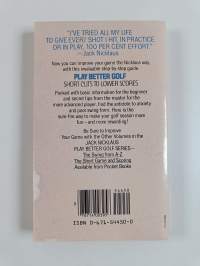 "I'VE TRIED ALL MY LIFE
TO GIVE EVERY SHOT I HIT, IN PRACTICE
OR IN PLAY, 100 PER CENT EFFORT."
— Jack Nicklaus
Now you can improve your game the Nicklaus way,
with this invaluable step-by-step guide.
PLAY BETTER GOLF
SHORT CUTS TO LOWER SCORES
Packed with basic information for the beginner
and secret tips from the master for the
more advanced player. Find the antidote to anxiety
and poor swing from. Here is the
sure-fire way to make your golf season more
fun — and more rewarding!
Be Sure to Improve
Your Game with the Other Volumes in the
JACK NICKLAUS
PLAY BETTER GOLF SERIES—
The Swing from A-Z
The Short Game and Scoring
Available from Pocket Books
ISBN 0-671-54430-0